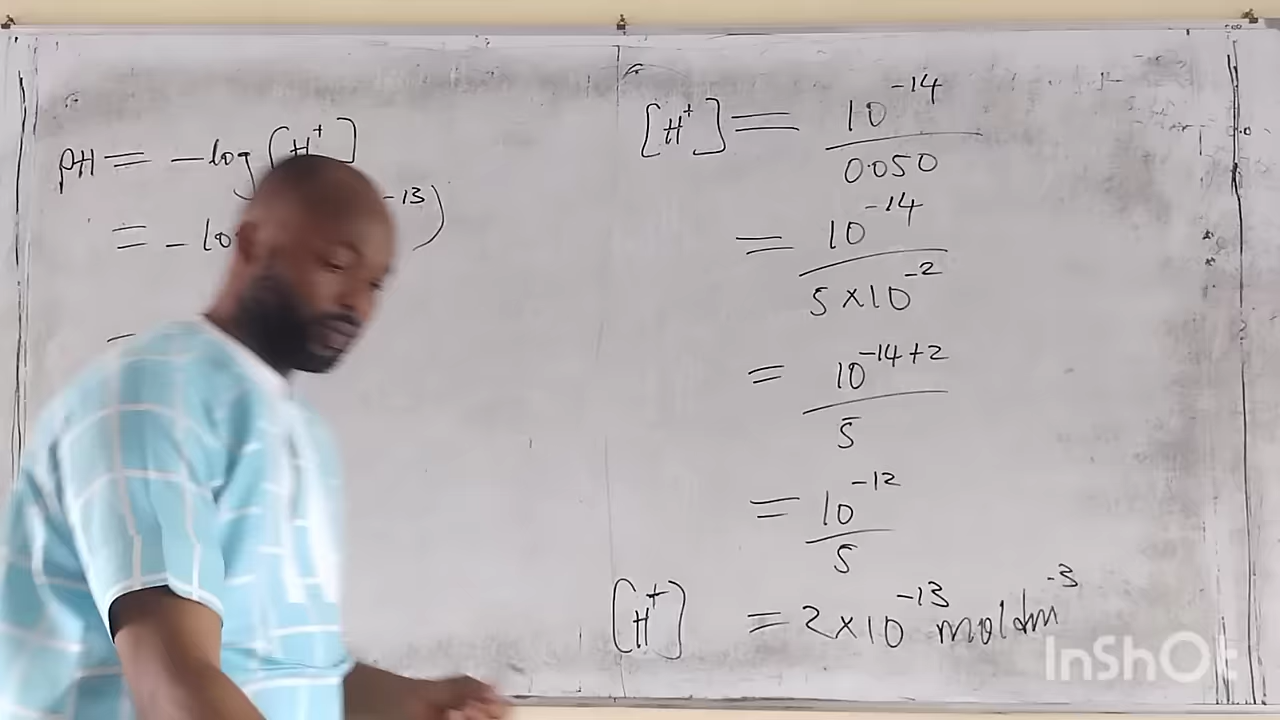 pH = -log [H⁺]
= - lo -13)
=
[H⁺] = 10⁻¹⁴ / 0.050
= 10⁻¹⁴ / 5 × 10⁻²
= 10⁻¹⁴⁺² / 5
= 10⁻¹² / 5
[H⁺] = 2 × 10⁻¹³ moldm⁻³
InShOt